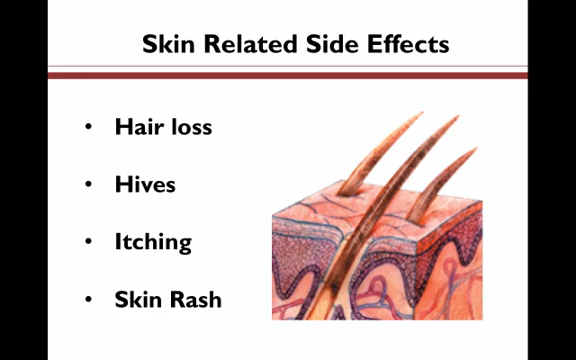 Skin Related Side Effects
• Hair loss
• Hives
• Itching
• Skin Rash